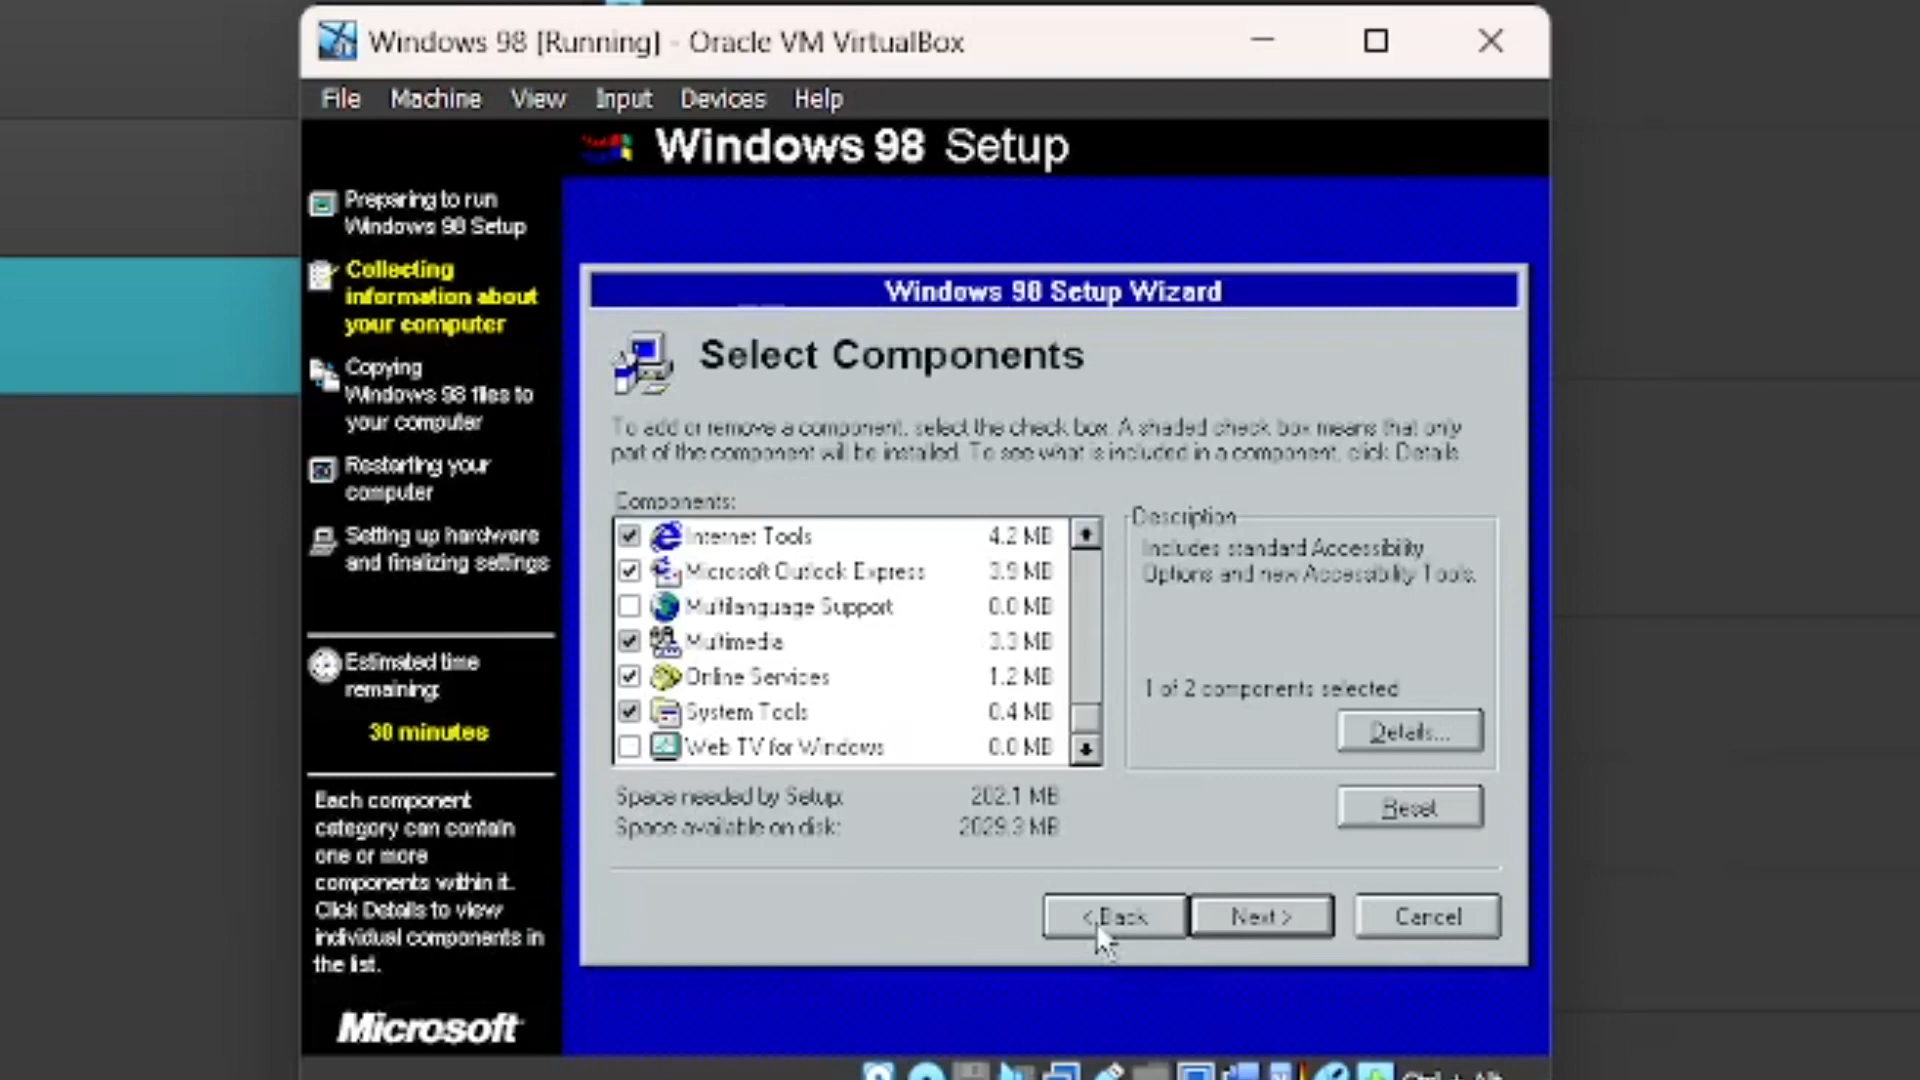 Windows 98 [Running] - Oracle VM VirtualBox
File Machine View Input Devices Help
Windows 98 Setup
Preparing to run
Windows 98 Setup
Collecting
information about
your computer
Copying
Windows 98 files to
your computer
Restarting your
computer
Setting up hardware
and finalizing settings
Estimated time
remaining:
30 minutes
Each component
category can contain
one or more
components within it.
Click Details to view
individual components in
the list.
Microsoft
Windows 98 Setup Wizard
Select Components
To add or remove a component, select the check box. A shaded check box means that only
part of the component will be installed. To see what is included in a component, click Details.
Components:
Internet Tools 4.2 MB
Microsoft Outlook Express 3.9 MB
Multilanguage Support 0.0 MB
Multimedia 3.3 MB
Online Services 1.2 MB
System Tools 0.4 MB
Web TV for Windows 0.0 MB
Space needed by Setup: 202.1 MB
Space available on disk: 2029.3 MB
Description
Includes standard Accessibility
Options and new Accessibility Tools.
1 of 2 components selected
Details...
Reset
< Back
Next >
Cancel